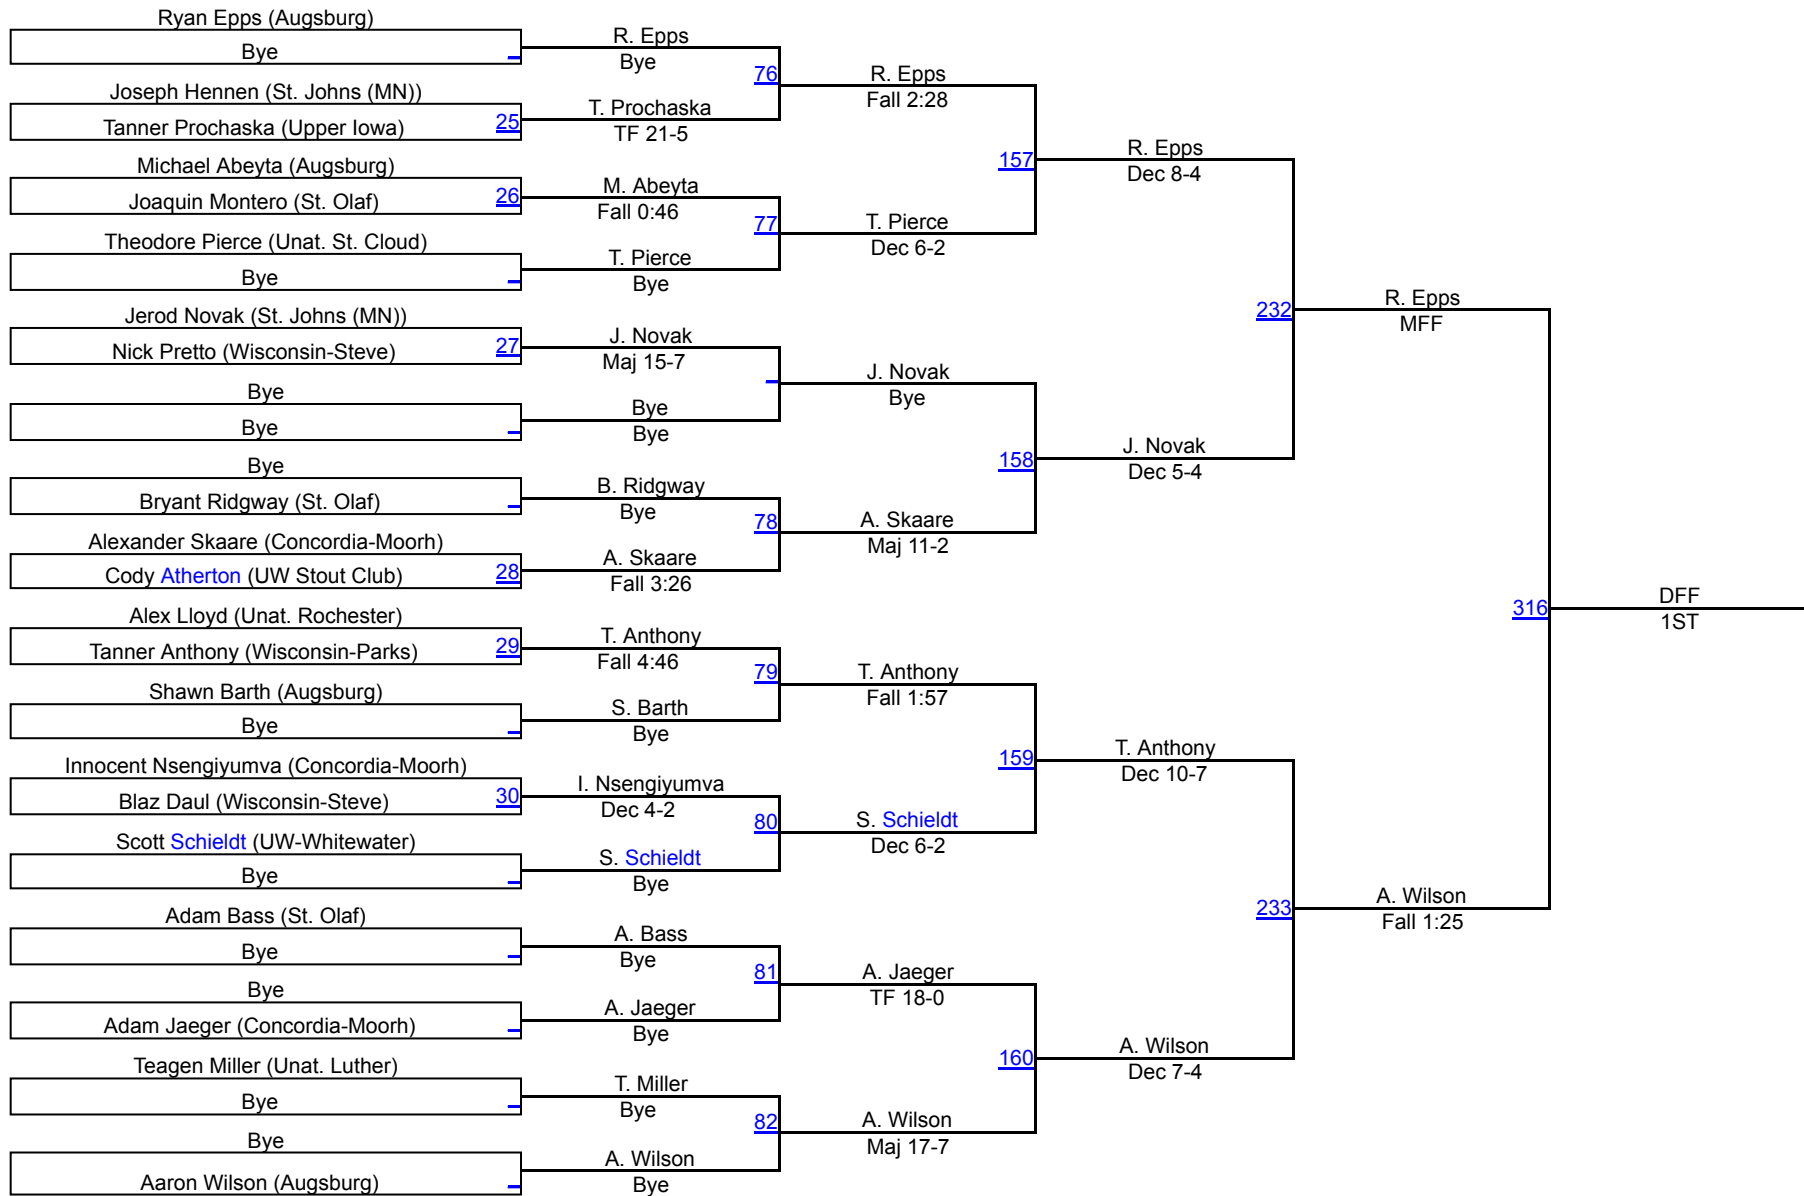 Ryan Epps (Augsburg)
Bye
Joseph Hennen (St. Johns (MN))
Tanner Prochaska (Upper Iowa)
25
Michael Abeyta (Augsburg)
Joaquin Montero (St. Olaf)
26
Theodore Pierce (Unat. St. Cloud)
Bye
Jerod Novak (St. Johns (MN))
Nick Pretto (Wisconsin-Steve)
27
Bye
Bye
Bye
Bryant Ridgway (St. Olaf)
Alexander Skaare (Concordia-Moorh)
Cody Atherton (UW Stout Club)
28
Alex Lloyd (Unat. Rochester)
Tanner Anthony (Wisconsin-Parks)
29
Shawn Barth (Augsburg)
Bye
Innocent Nsengiyumva (Concordia-Moorh)
Blaz Daul (Wisconsin-Steve)
30
Scott Schieldt (UW-Whitewater)
Bye
Adam Bass (St. Olaf)
Bye
Bye
Adam Jaeger (Concordia-Moorh)
Teagen Miller (Unat. Luther)
Bye
Bye
Aaron Wilson (Augsburg)
R. Epps
Bye
76
T. Prochaska
TF 21-5
M. Abeyta
Fall 0:46
77
T. Pierce
Bye
J. Novak
Maj 15-7
Bye
Bye
B. Ridgway
Bye
78
A. Skaare
Fall 3:26
T. Anthony
Fall 4:46
79
S. Barth
Bye
I. Nsengiyumva
Dec 4-2
80
S. Schieldt
Bye
A. Bass
Bye
81
A. Jaeger
Bye
T. Miller
Bye
82
A. Wilson
Bye
R. Epps
Fall 2:28
157
T. Pierce
Dec 6-2
J. Novak
Bye
158
A. Skaare
Maj 11-2
T. Anthony
Fall 1:57
159
S. Schieldt
Dec 6-2
A. Jaeger
TF 18-0
160
A. Wilson
Maj 17-7
R. Epps
Dec 8-4
232
J. Novak
Dec 5-4
T. Anthony
Dec 10-7
233
A. Wilson
Dec 7-4
R. Epps
MFF
316
A. Wilson
Fall 1:25
DFF
1ST